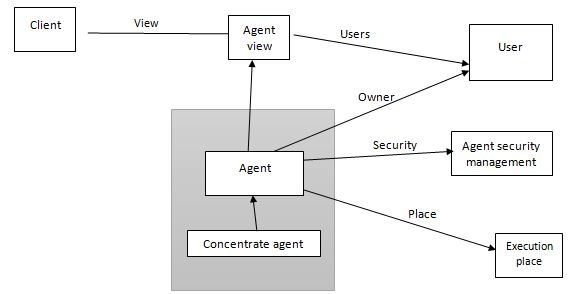 Client
View
Agent
view
Users
User
Owner
Security
Agent security
management
Agent
Place
Concentrate agent
Execution
place